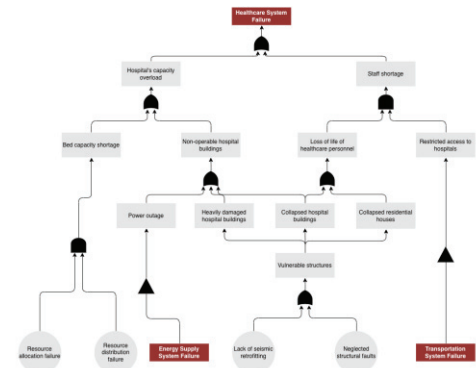 Healthcare System
Failure
Hospital's capacity
overload
Staff shortage
Bed capacity shortage
Non-operable hospital
buildings
Loss of life of
healthcare personnel
Restricted access to
hospitals
Power outage
Heavily damaged
hospital buildings
Collapsed hospital
buildings
Collapsed residential
houses
Vulnerable structures
Resource
allocation failure
Resource
distribution
failure
Energy Supply
System Failure
Lack of seismic
retrofitting
Neglected
structural faults
Transportation
System Failure